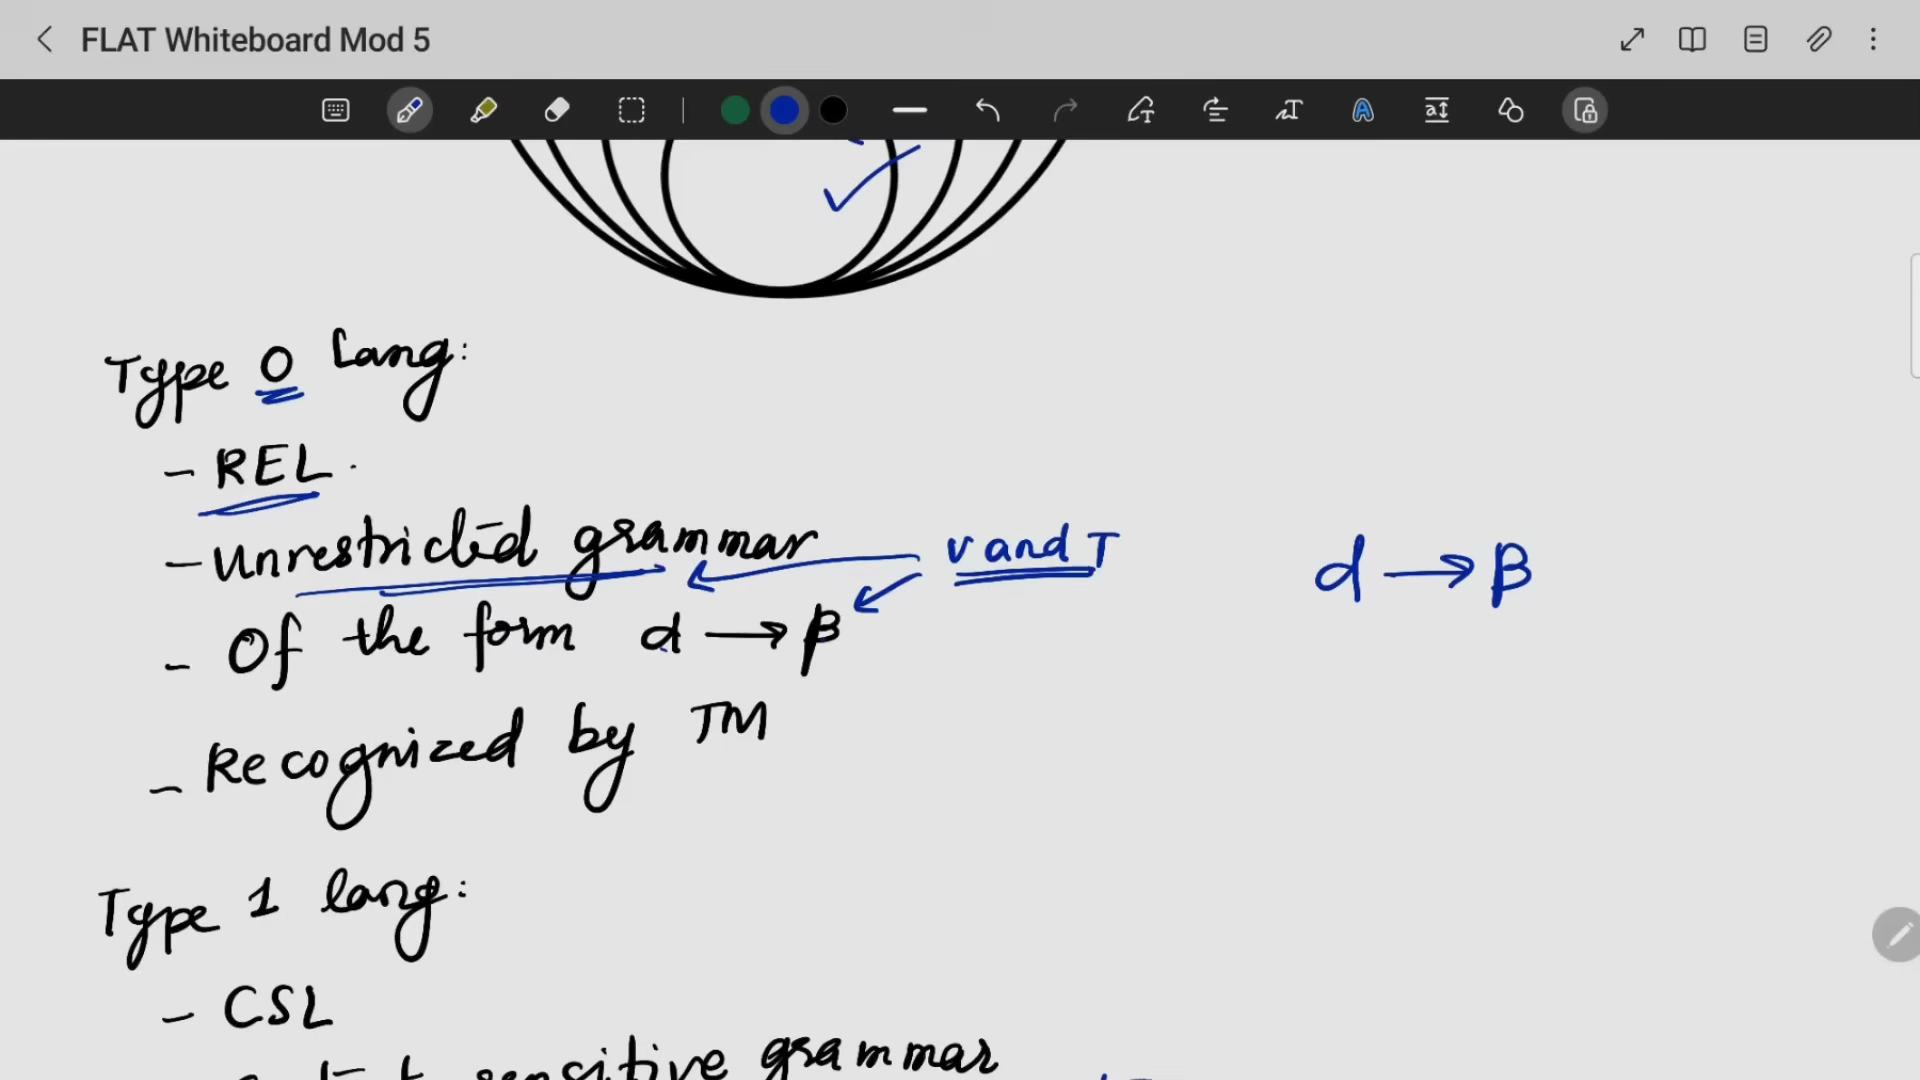 FLAT Whiteboard Mod 5
Type 0 Lang:
- REL.
- Unrestricted grammar
V and T
α → β
- Of the form α → β
- Recognized by TM
Type 1 lang:
- CSL
sensitive grammar